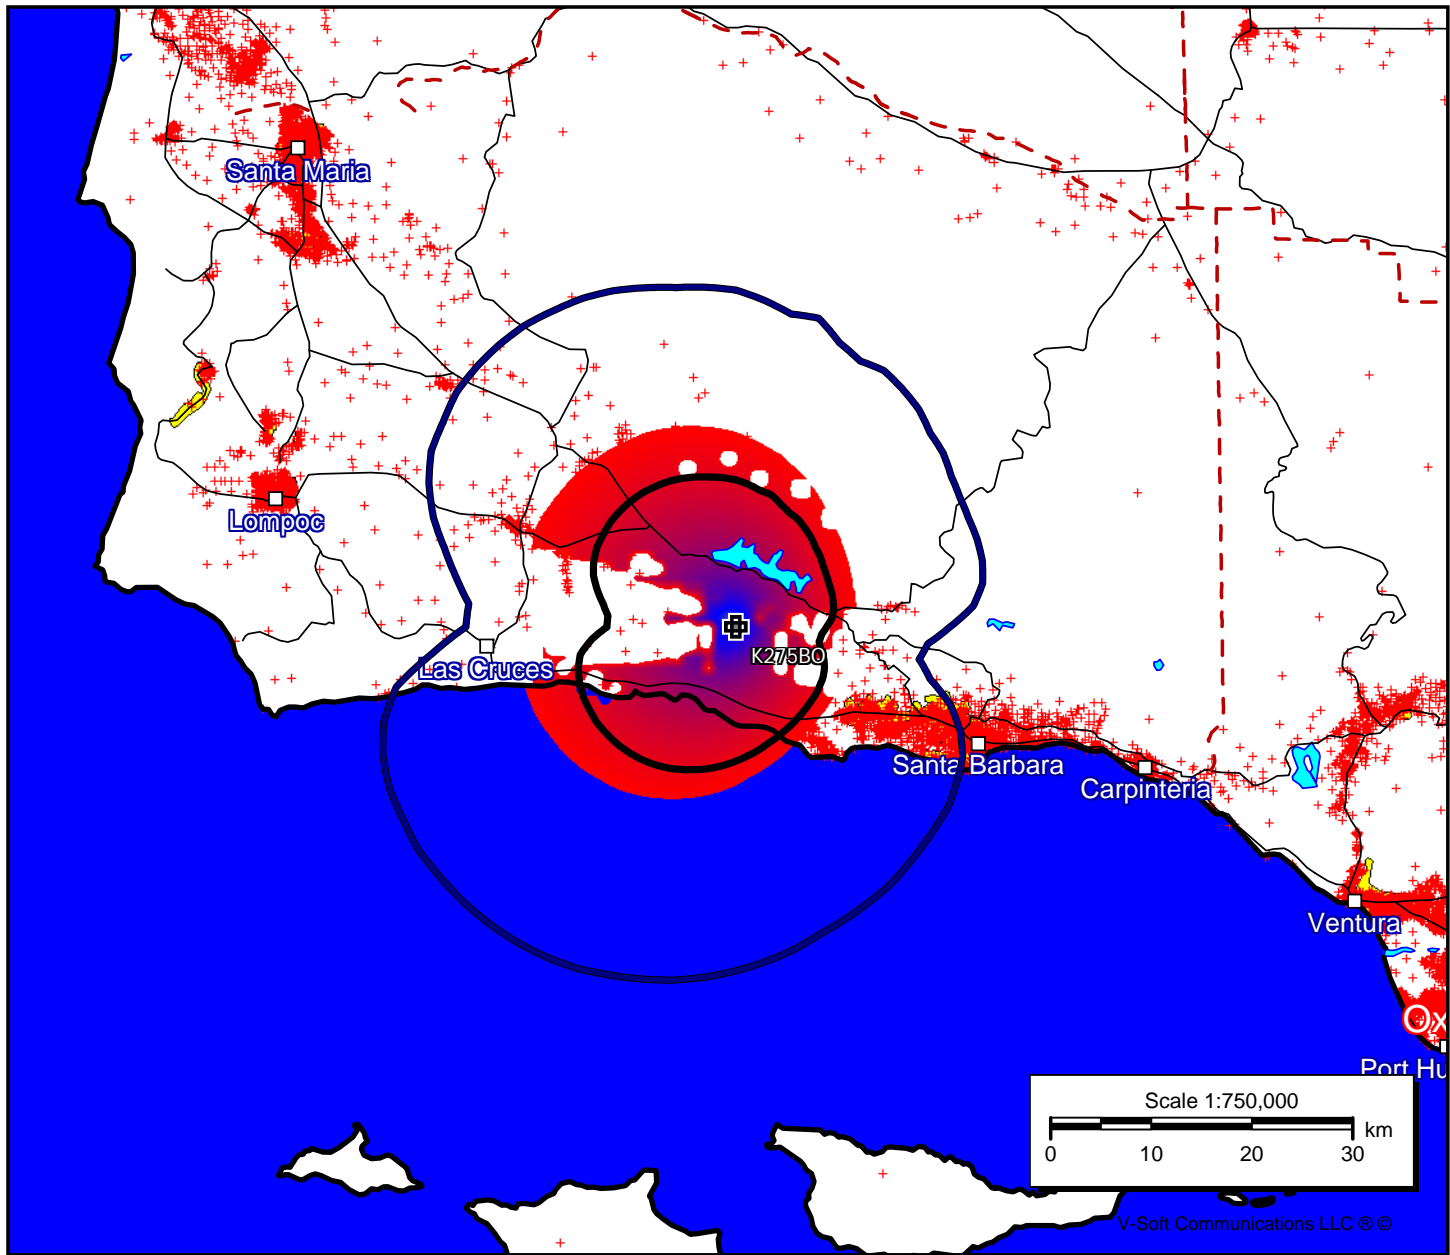 Santa Maria
Lompoc
Las Cruces
K275BO
Santa Barbara
Carpinteria
Ventura
Ox
Port Hu
Scale 1:750,000
km
0 10 20 30
V-Soft Communications LLC ® ©